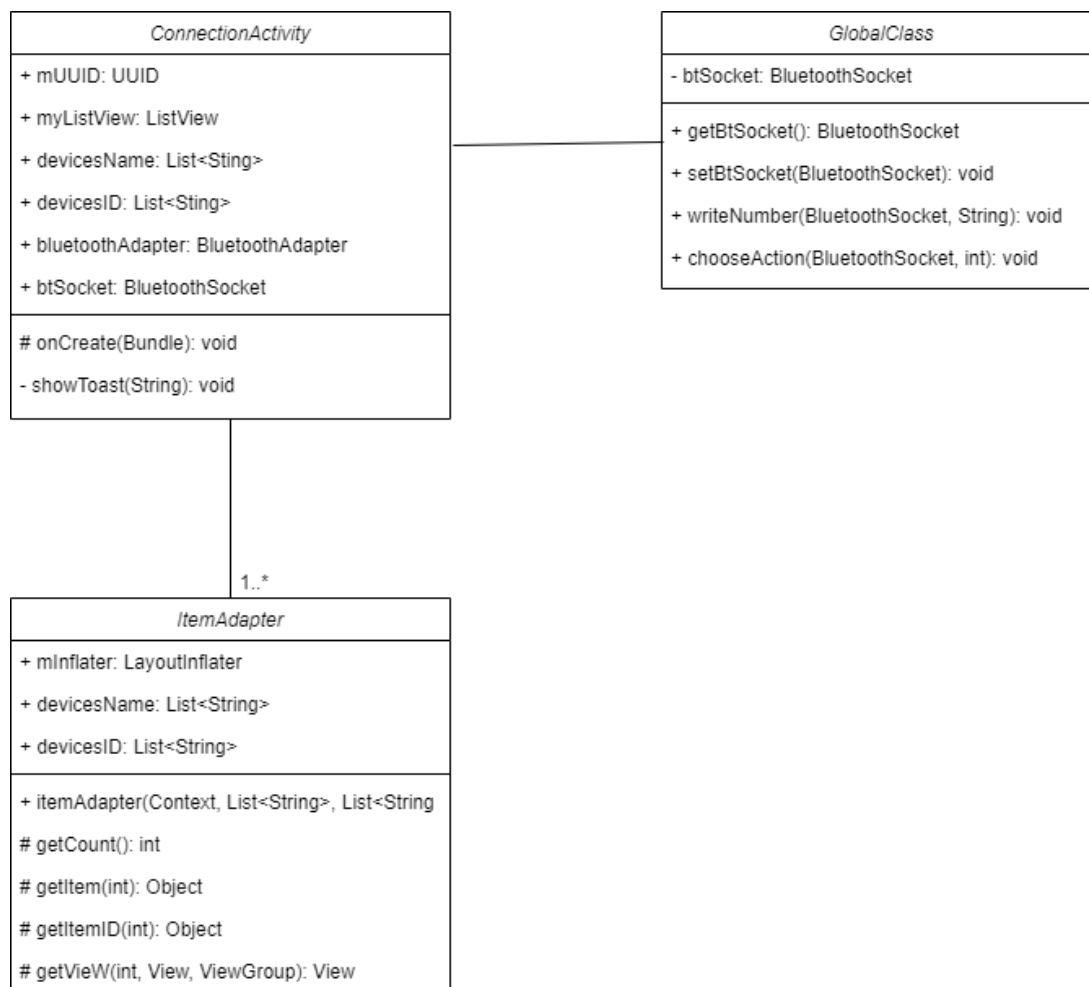 ConnectionActivity
+ mUUID: UUID
+ myListView: ListView
+ devicesName: List<Sting>
+ devicesID: List<Sting>
+ bluetoothAdapter: BluetoothAdapter
+ btSocket: BluetoothSocket
# onCreate(Bundle): void
- showToast(String): void
GlobalClass
- btSocket: BluetoothSocket
+ getBtSocket(): BluetoothSocket
+ setBtSocket(BluetoothSocket): void
+ writeNumber(BluetoothSocket, String): void
+ chooseAction(BluetoothSocket, int): void
1..*
ItemAdapter
+ mInflater: LayoutInflater
+ devicesName: List<String>
+ devicesID: List<String>
+ itemAdapter(Context, List<String>, List<String
# getCount(): int
# getItem(int): Object
# getItemID(int): Object
# getVieW(int, View, ViewGroup): View